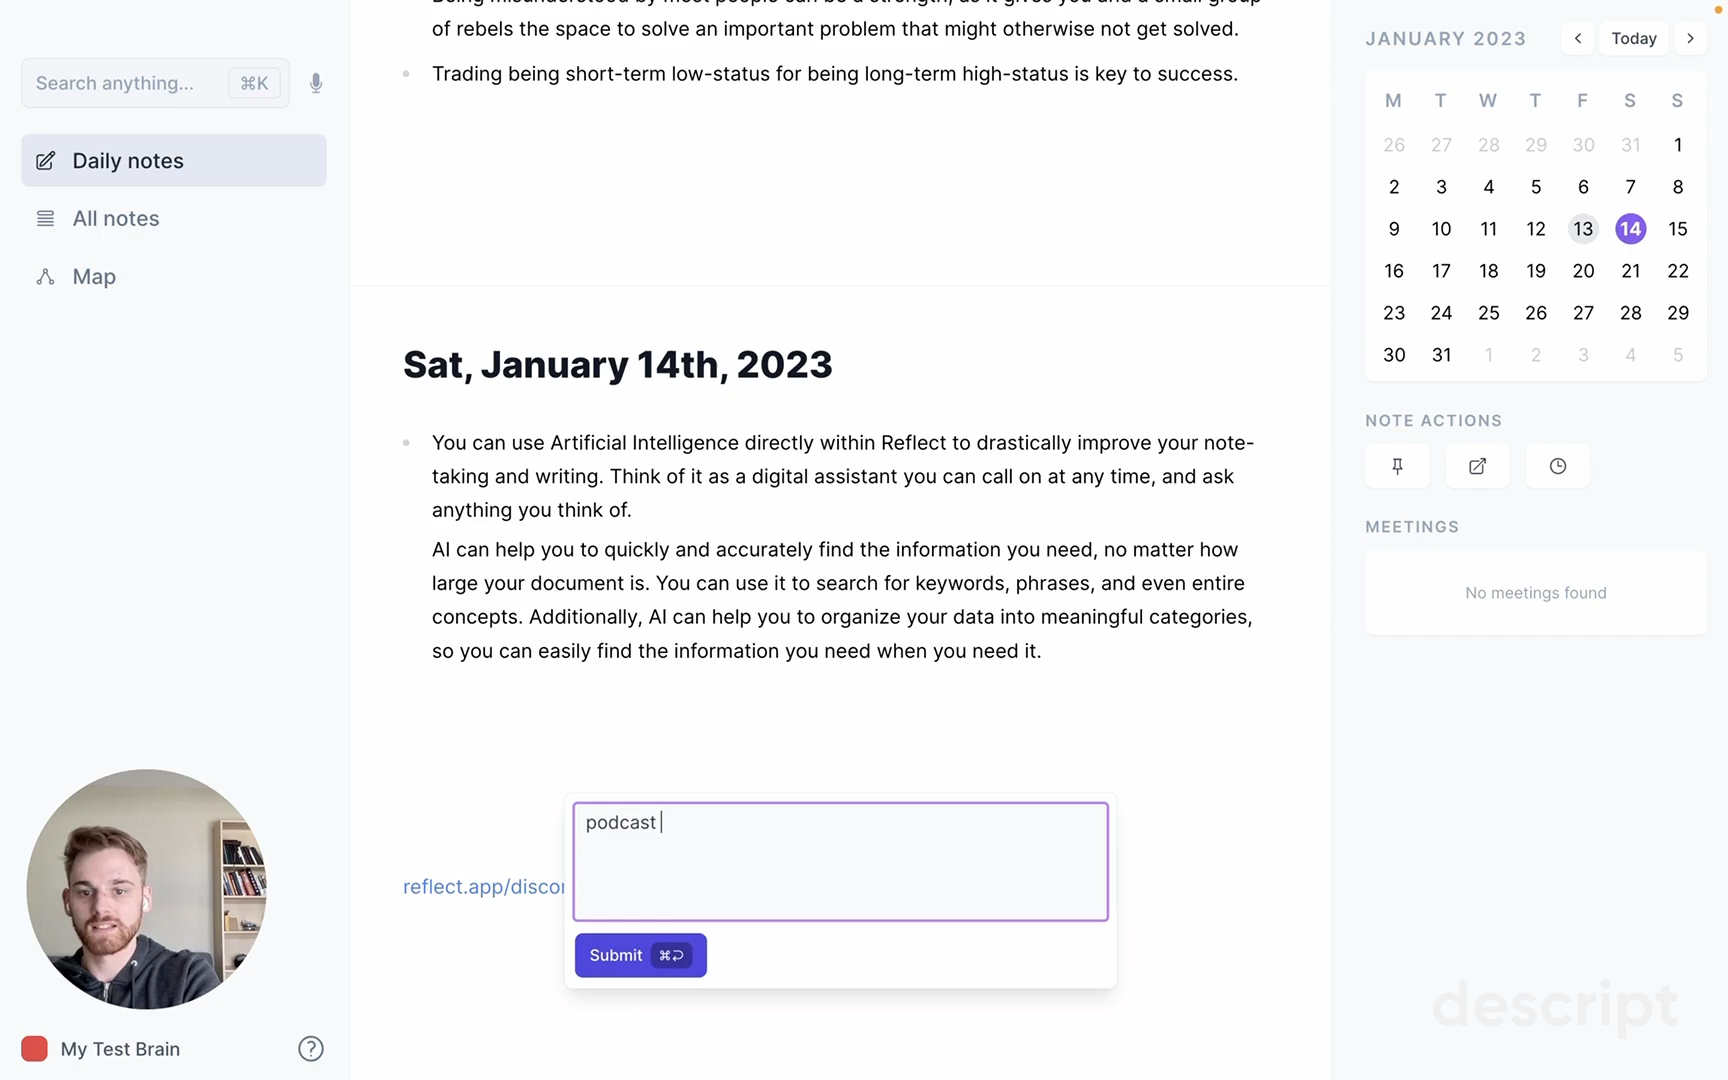 Search anything...
⌘K
Daily notes
All notes
Map
of rebels the space to solve an important problem that might otherwise not get solved.
Trading being short-term low-status for being long-term high-status is key to success.
Sat, January 14th, 2023
You can use Artificial Intelligence directly within Reflect to drastically improve your note-
taking and writing. Think of it as a digital assistant you can call on at any time, and ask
anything you think of.
AI can help you to quickly and accurately find the information you need, no matter how
large your document is. You can use it to search for keywords, phrases, and even entire
concepts. Additionally, AI can help you to organize your data into meaningful categories,
so you can easily find the information you need when you need it.
podcast
reflect.app/discor
Submit ⌘
My Test Brain
?
JANUARY 2023
Today
M T W T F S S
26 27 28 29 30 31 1
2 3 4 5 6 7 8
9 10 11 12 13 14 15
16 17 18 19 20 21 22
23 24 25 26 27 28 29
30 31 1 2 3 4 5
NOTE ACTIONS
MEETINGS
No meetings found
descript